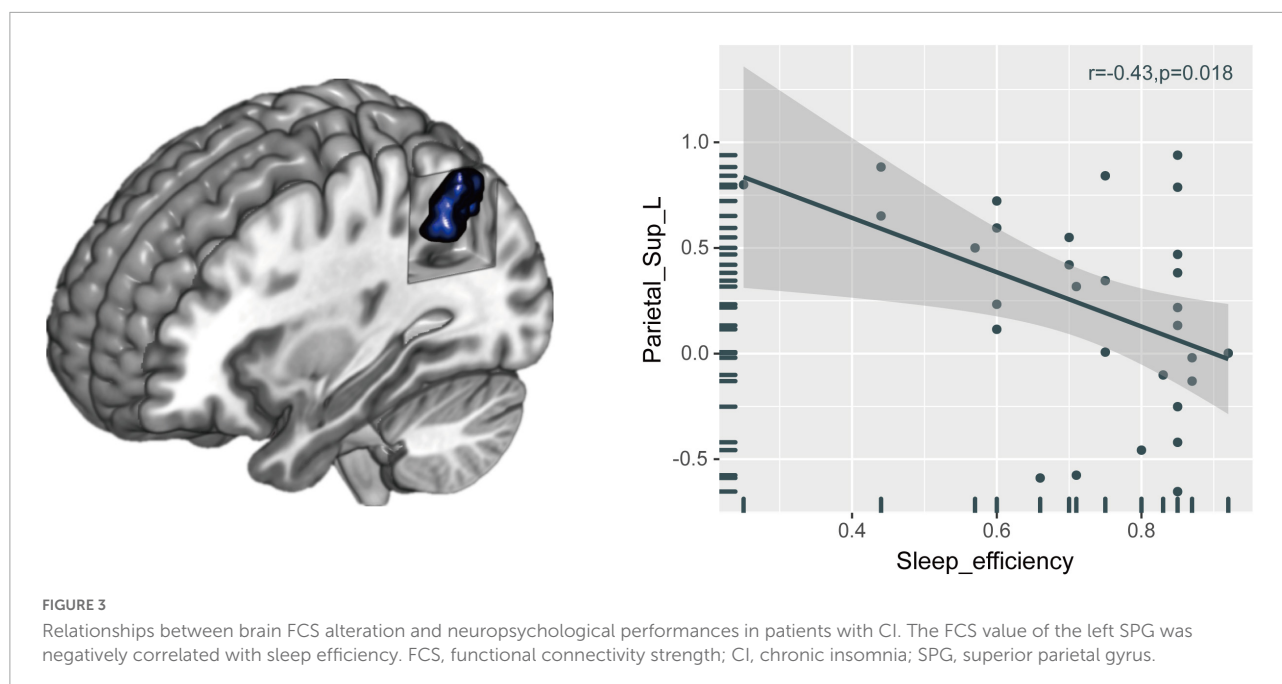 r=-0.43,p=0.018
Parietal_Sup_L
1.0
0.5
0.0
-0.5
0.4 0.6 0.8
Sleep_efficiency
FIGURE 3
Relationships between brain FCS alteration and neuropsychological performances in patients with CI. The FCS value of the left SPG was
negatively correlated with sleep efficiency. FCS, functional connectivity strength; CI, chronic insomnia; SPG, superior parietal gyrus.